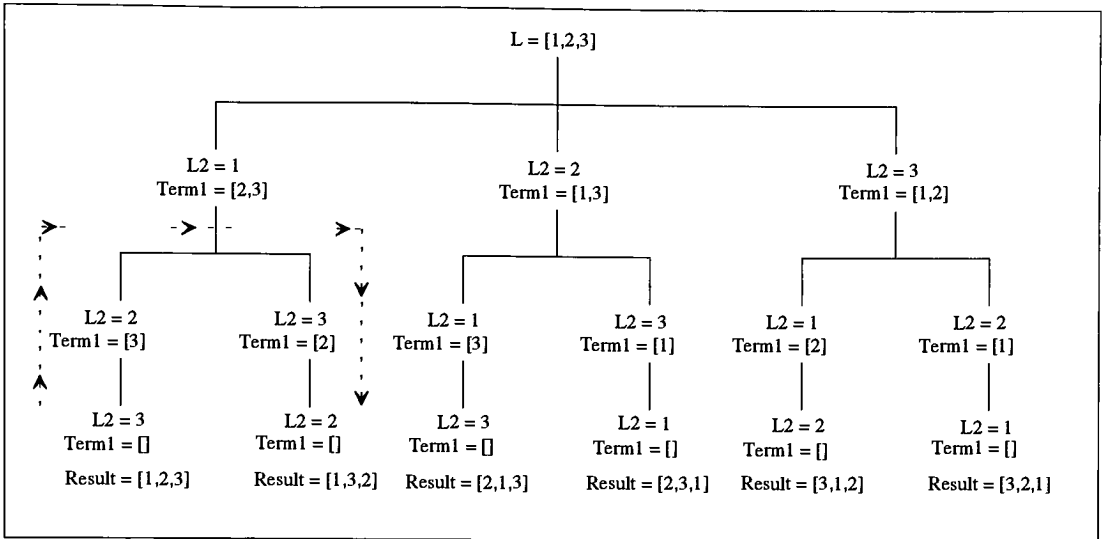 L = [1,2,3]
L2 = 1
Term1 = [2,3]
L2 = 2
Term1 = [1,3]
L2 = 3
Term1 = [1,2]
L2 = 2
Term1 = [3]
L2 = 3
Term1 = [2]
L2 = 1
Term1 = [3]
L2 = 3
Term1 = [1]
L2 = 1
Term1 = [2]
L2 = 2
Term1 = [1]
L2 = 3
Term1 = []
Result = [1,2,3]
L2 = 2
Term1 = []
Result = [1,3,2]
L2 = 3
Term1 = []
Result = [2,1,3]
L2 = 1
Term1 = []
Result = [2,3,1]
L2 = 2
Term1 = []
Result = [3,1,2]
L2 = 1
Term1 = []
Result = [3,2,1]